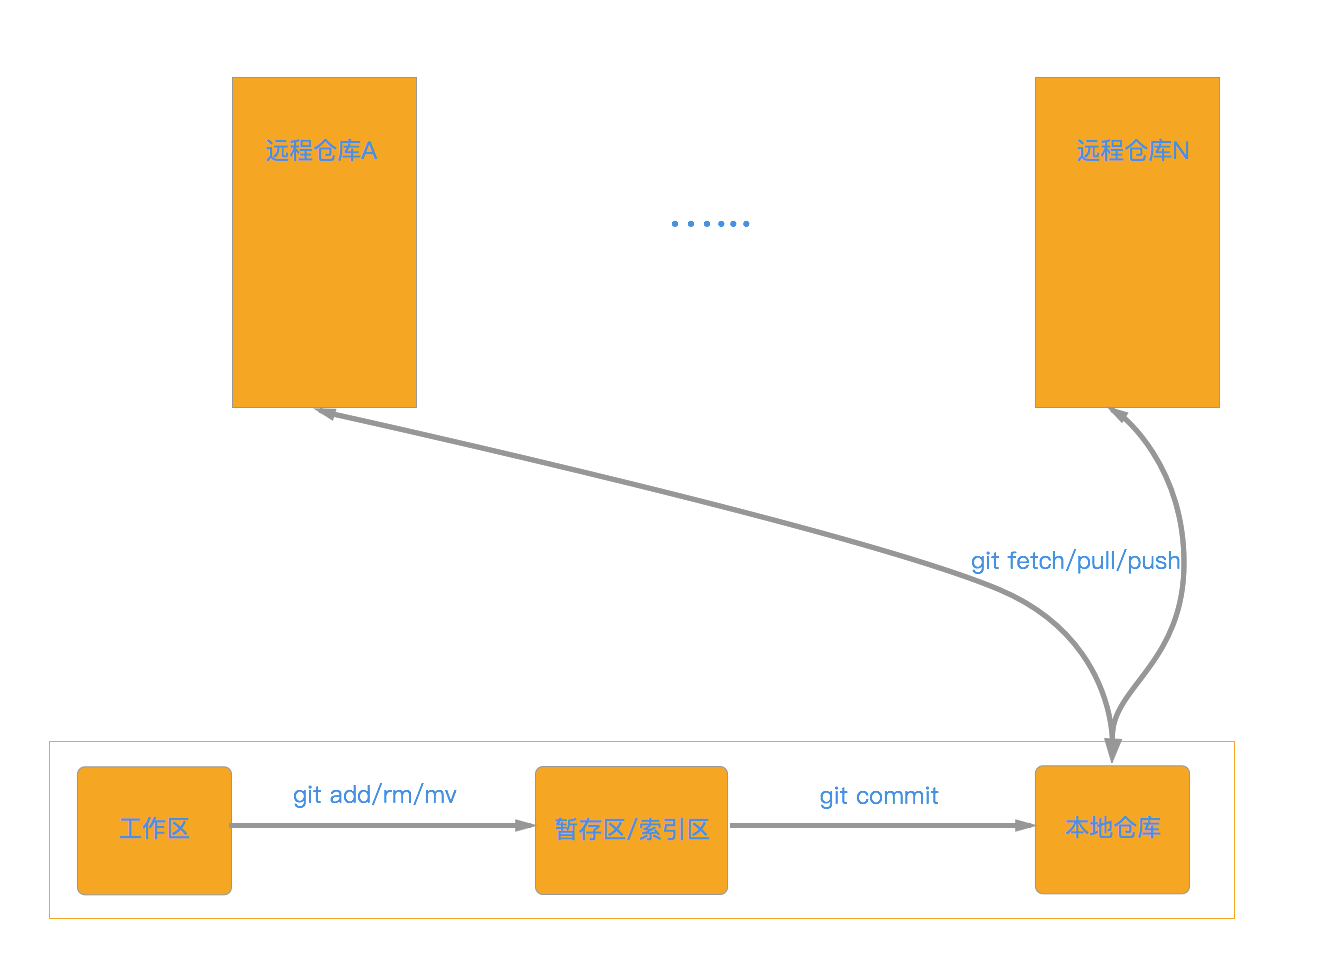 远程仓库A
远程仓库N
......
git fetch/pull/push
git add/rm/mv
git commit
工作区
暂存区/索引区
本地仓库